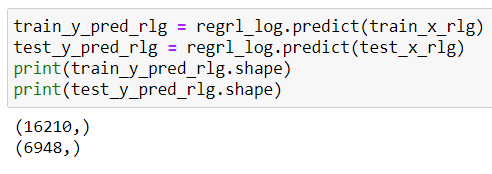 train_y_pred_rlg = regrl_log.predict(train_x_rlg)
test_y_pred_rlg = regrl_log.predict(test_x_rlg)
print(train_y_pred_rlg.shape)
print(test_y_pred_rlg.shape)
(16210,)
(6948,)